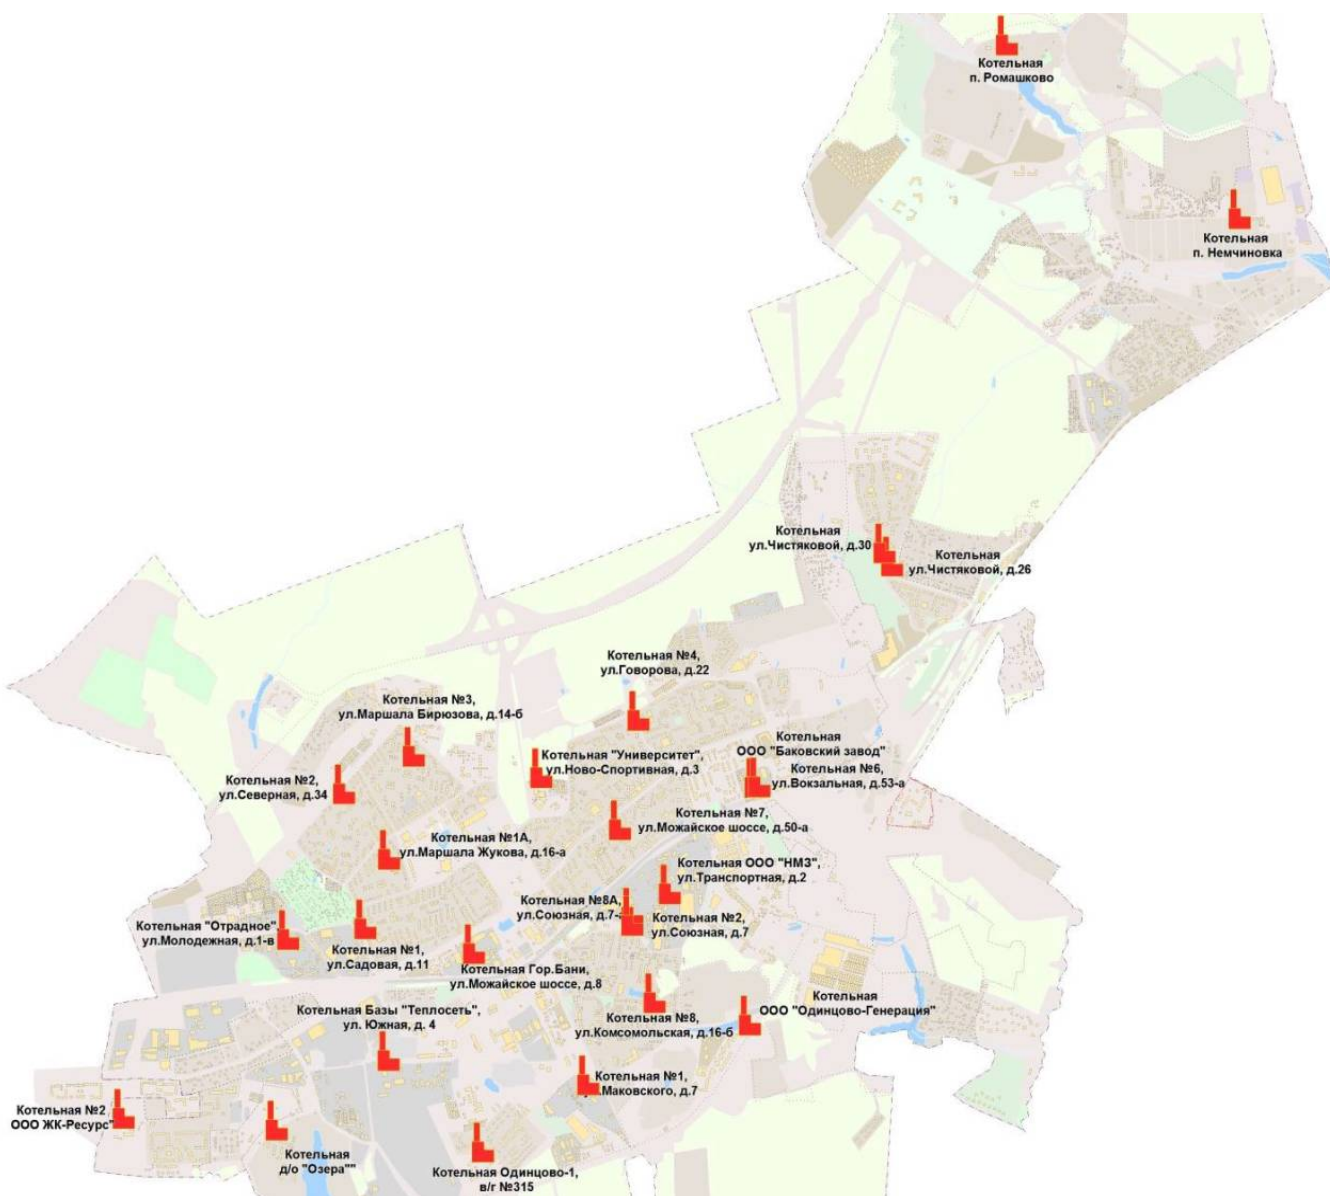 Котельная
п. Ромашково
Котельная
п. Немчиновка
Котельная
ул.Чистяковой, д.30
Котельная
ул.Чистяковой, д.26
Котельная №4,
ул.Говорова, д.22
Котельная №3,
ул.Маршала Бирюзова, д.14-б
Котельная
ООО "Баковский завод"
Котельная "Университет",
ул.Ново-Спортивная, д.3
Котельная №6,
ул.Вокзальная, д.53-а
Котельная №2,
ул.Северная, д.34
Котельная №7,
ул.Можайское шоссе, д.50-а
Котельная №1А,
ул.Маршала Жукова, д.16-а
Котельная ООО "НМЗ",
ул.Транспортная, д.2
Котельная №8А,
ул.Союзная, д.7-а
Котельная №2,
ул.Союзная, д.7
Котельная "Отрадное",
ул.Молодежная, д.1-в
Котельная №1,
ул.Садовая, д.11
Котельная Гор.Бани,
ул.Можайское шоссе, д.8
Котельная
ООО "Одинцово-Генерация"
Котельная Базы "Теплосеть",
ул. Южная, д. 4
Котельная №8,
ул.Комсомольская, д.16-б
Котельная №1,
Маковского, д.7
Котельная №2
ООО ЖК-Ресурс"
Котельная
д/о "Озера""
Котельная Одинцово-1,
в/г №315